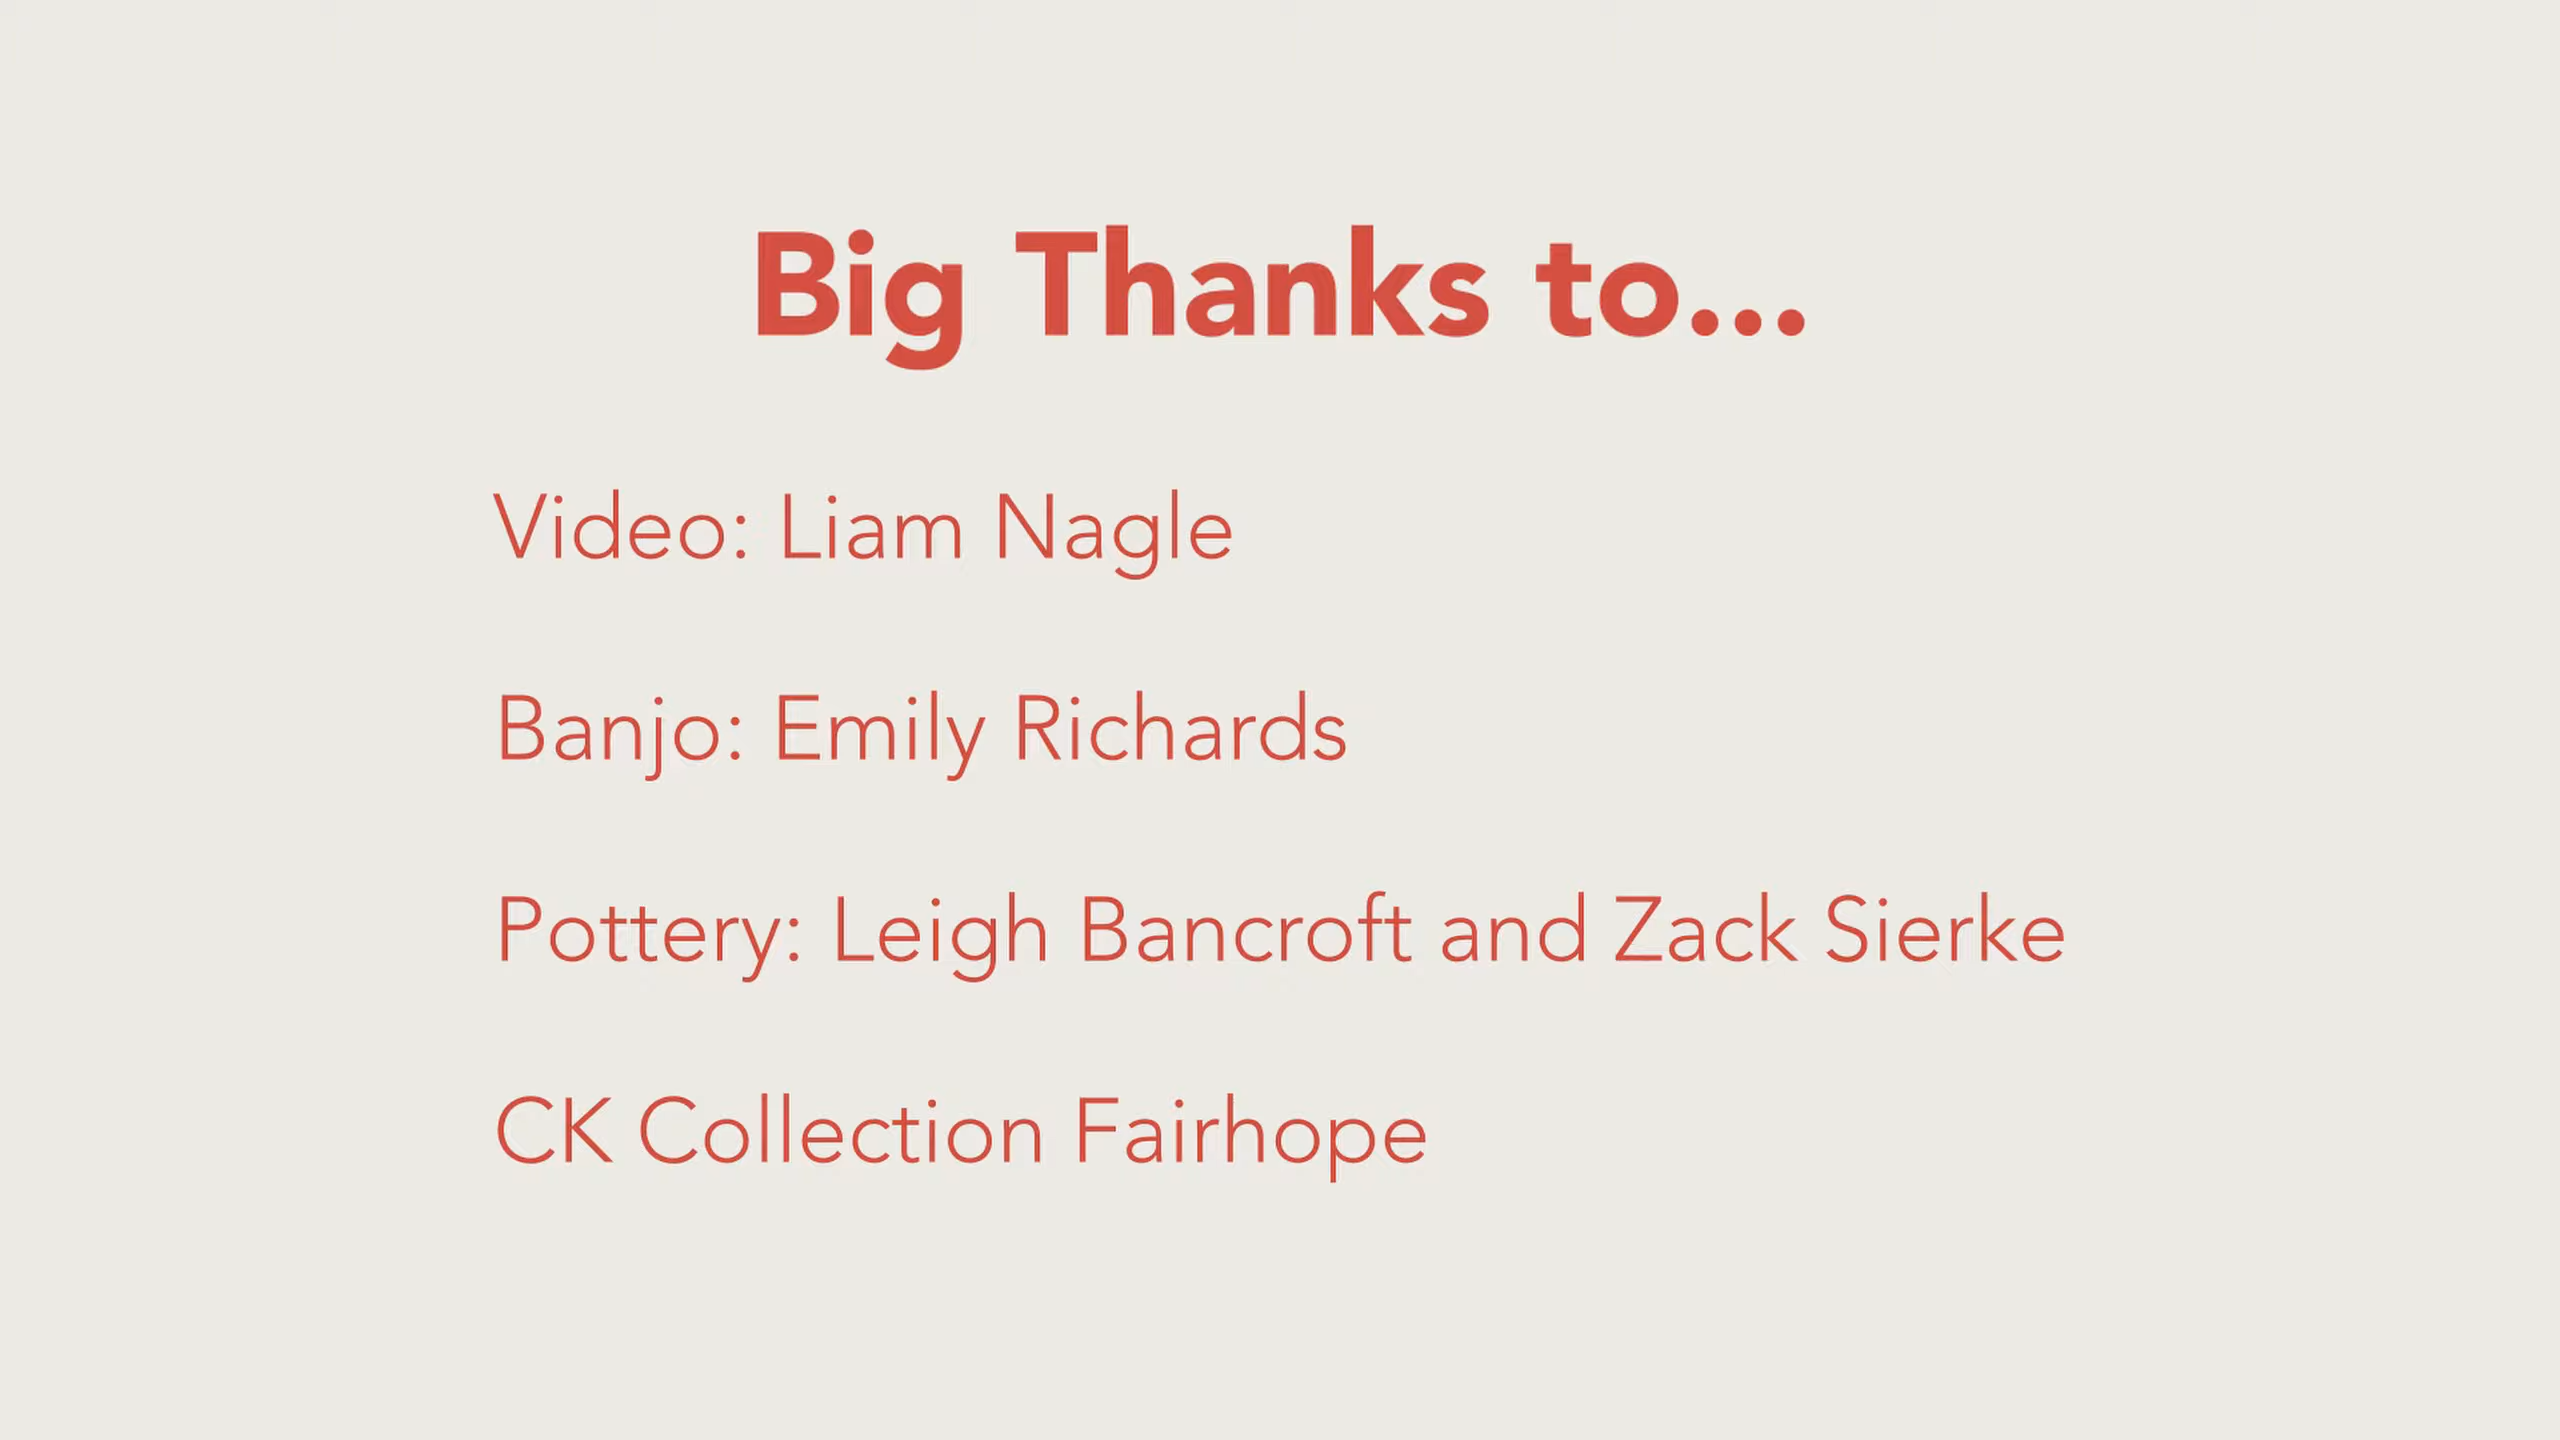 Big Thanks to...
Video: Liam Nagle
Banjo: Emily Richards
Pottery: Leigh Bancroft and Zack Sierke
CK Collection Fairhope